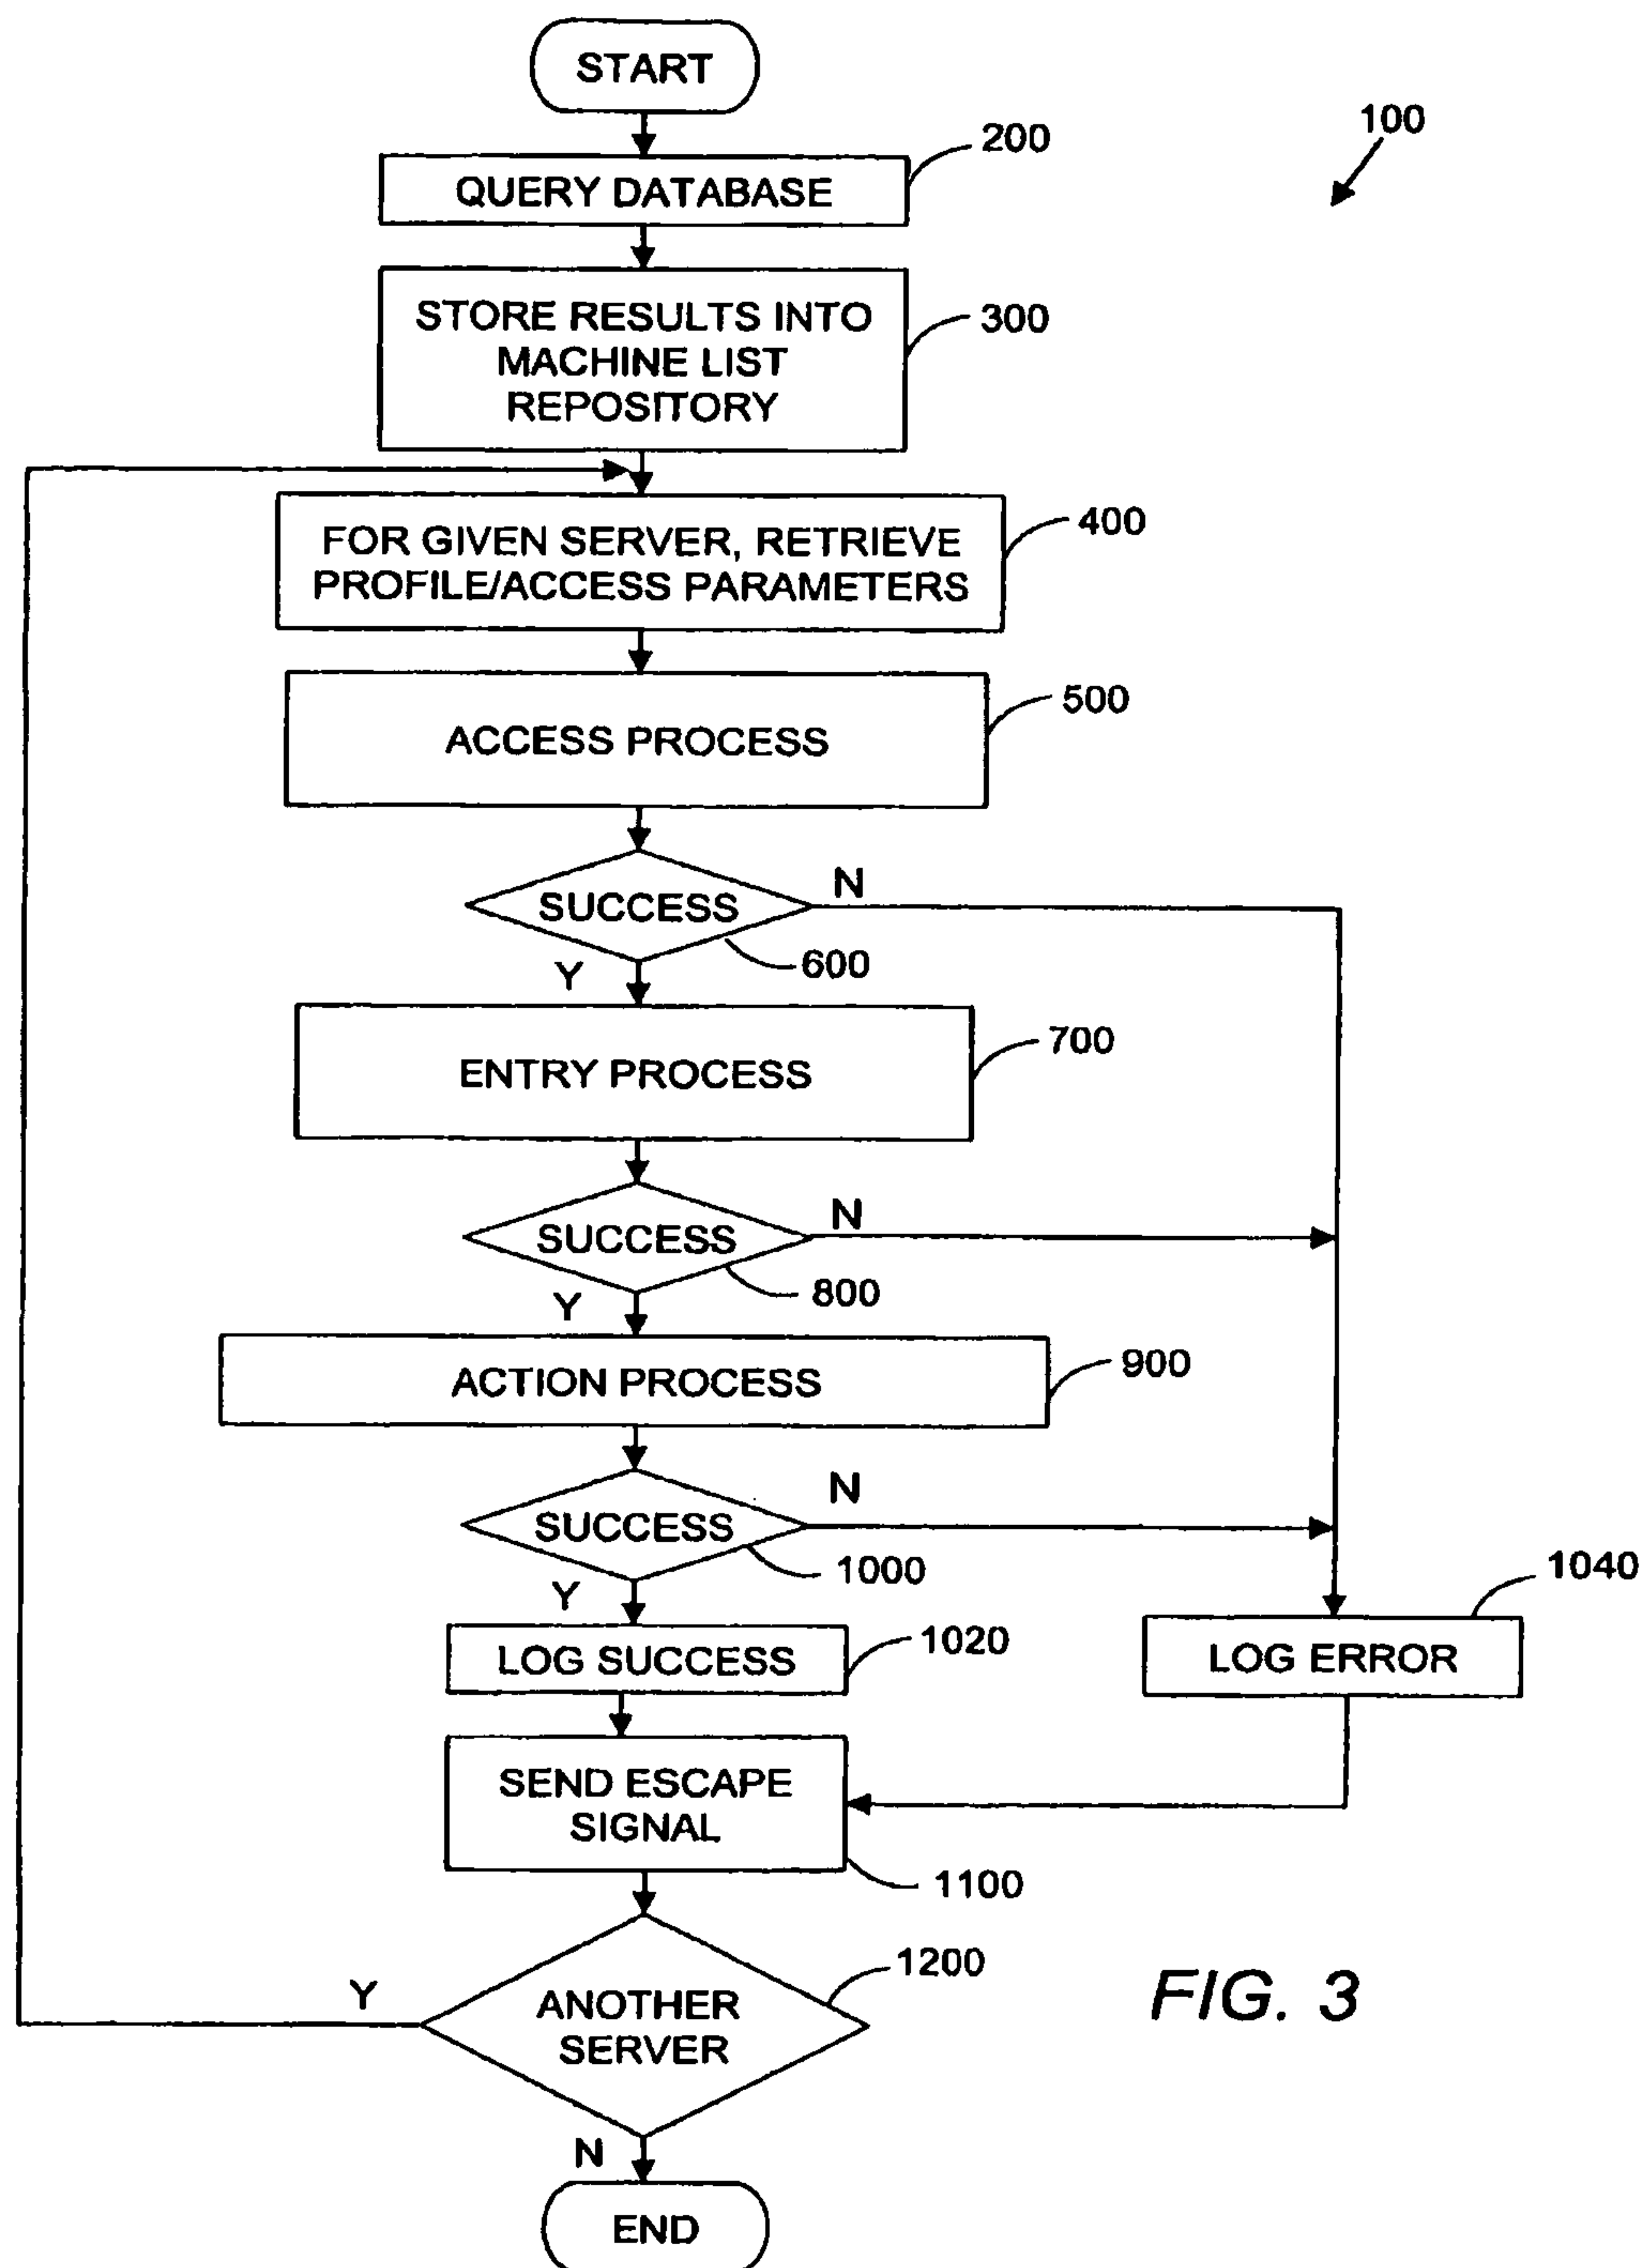 START
100
200
QUERY DATABASE
STORE RESULTS INTO
MACHINE LIST
REPOSITORY
300
400
FOR GIVEN SERVER, RETRIEVE
PROFILE/ACCESS PARAMETERS
500
ACCESS PROCESS
N
SUCCESS
600
Y
700
ENTRY PROCESS
N
SUCCESS
800
Y
900
ACTION PROCESS
N
SUCCESS
1000
Y
1040
1020
LOG SUCCESS
LOG ERROR
SEND ESCAPE
SIGNAL
1100
1200
Y
ANOTHER
SERVER
FIG. 3
N
END